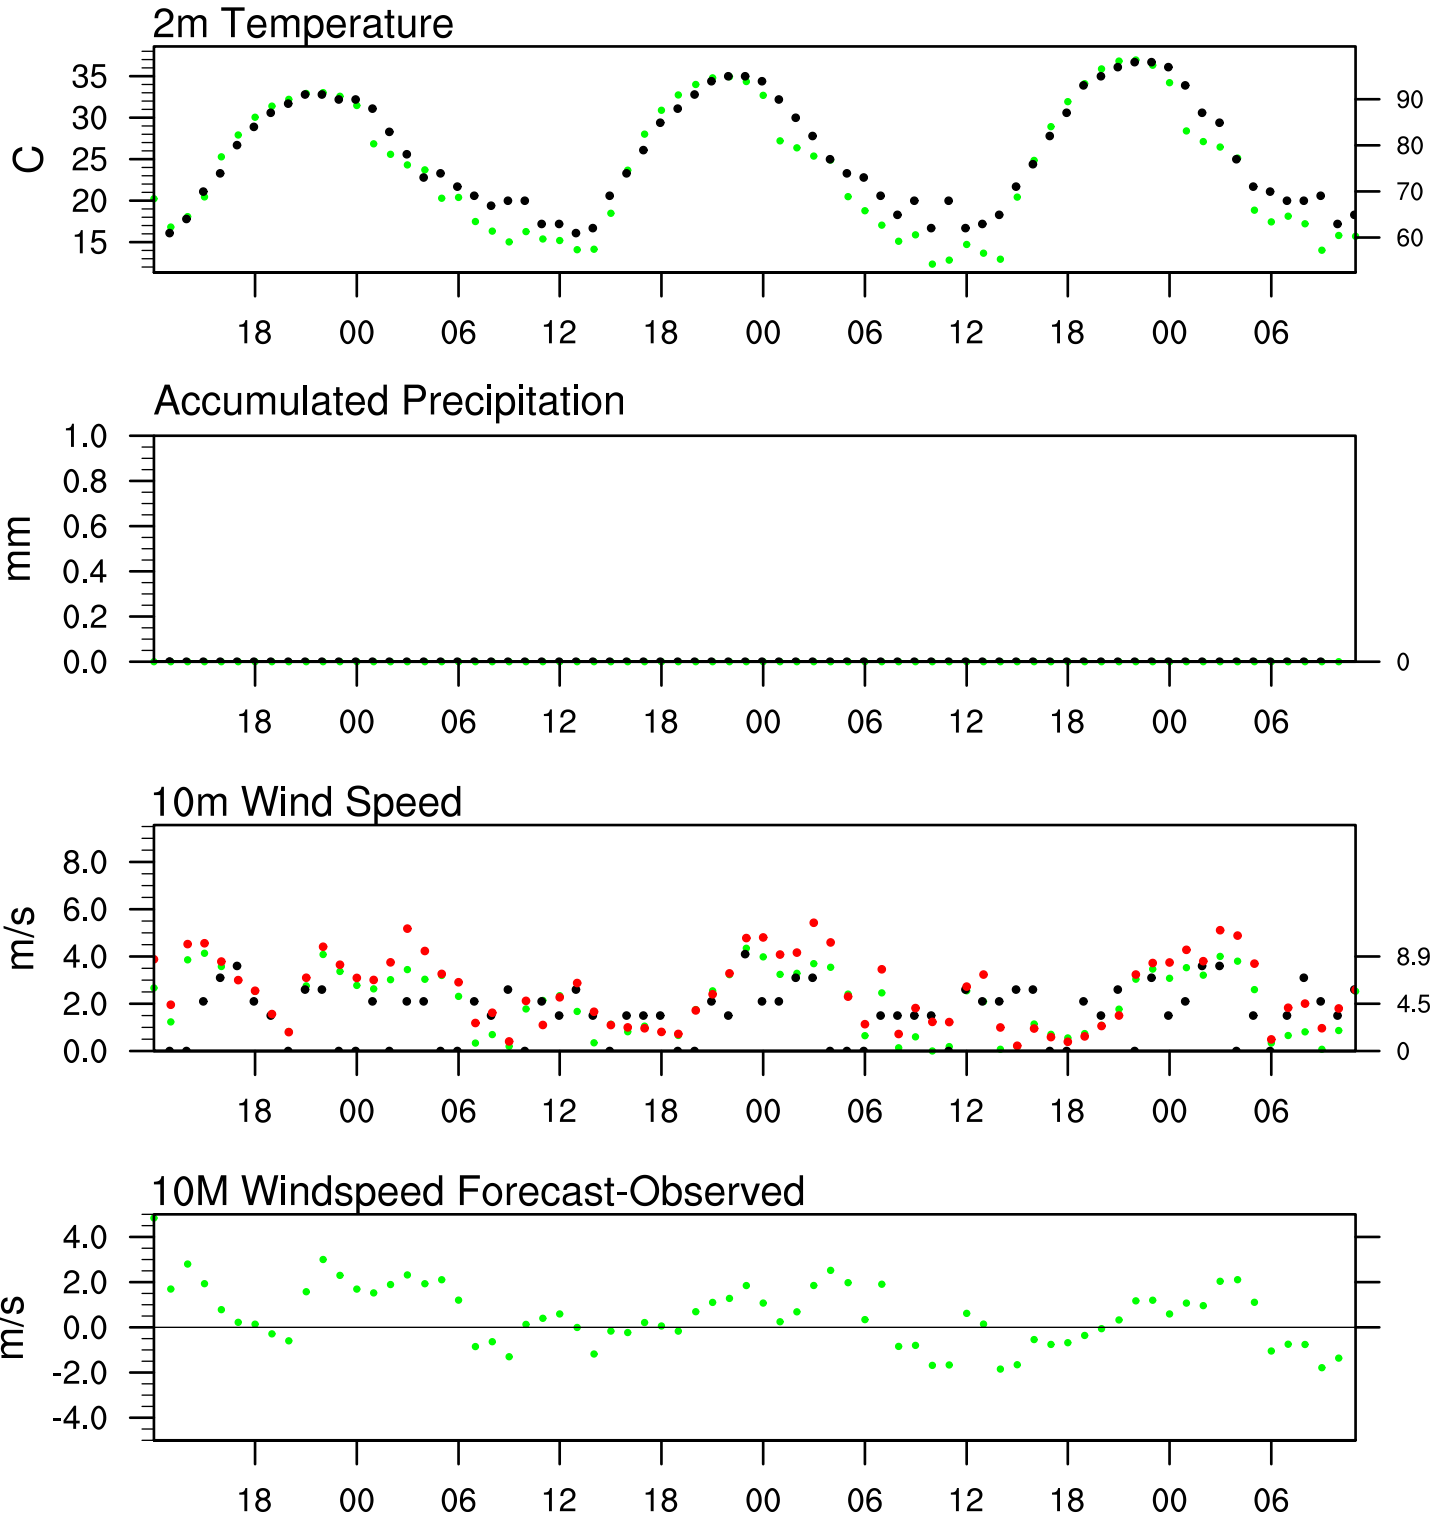 2m Temperature
35
30
25
20
15
C
90
80
70
60
18 00 06 12 18 00 06 12 18 00 06
Accumulated Precipitation
1.0
0.8
0.6
0.4
0.2
0.0
mm
0
18 00 06 12 18 00 06 12 18 00 06
10m Wind Speed
8.0
6.0
4.0
2.0
0.0
m/s
8.9
4.5
0
18 00 06 12 18 00 06 12 18 00 06
10M Windspeed Forecast-Observed
4.0
2.0
0.0
-2.0
-4.0
m/s
18 00 06 12 18 00 06 12 18 00 06